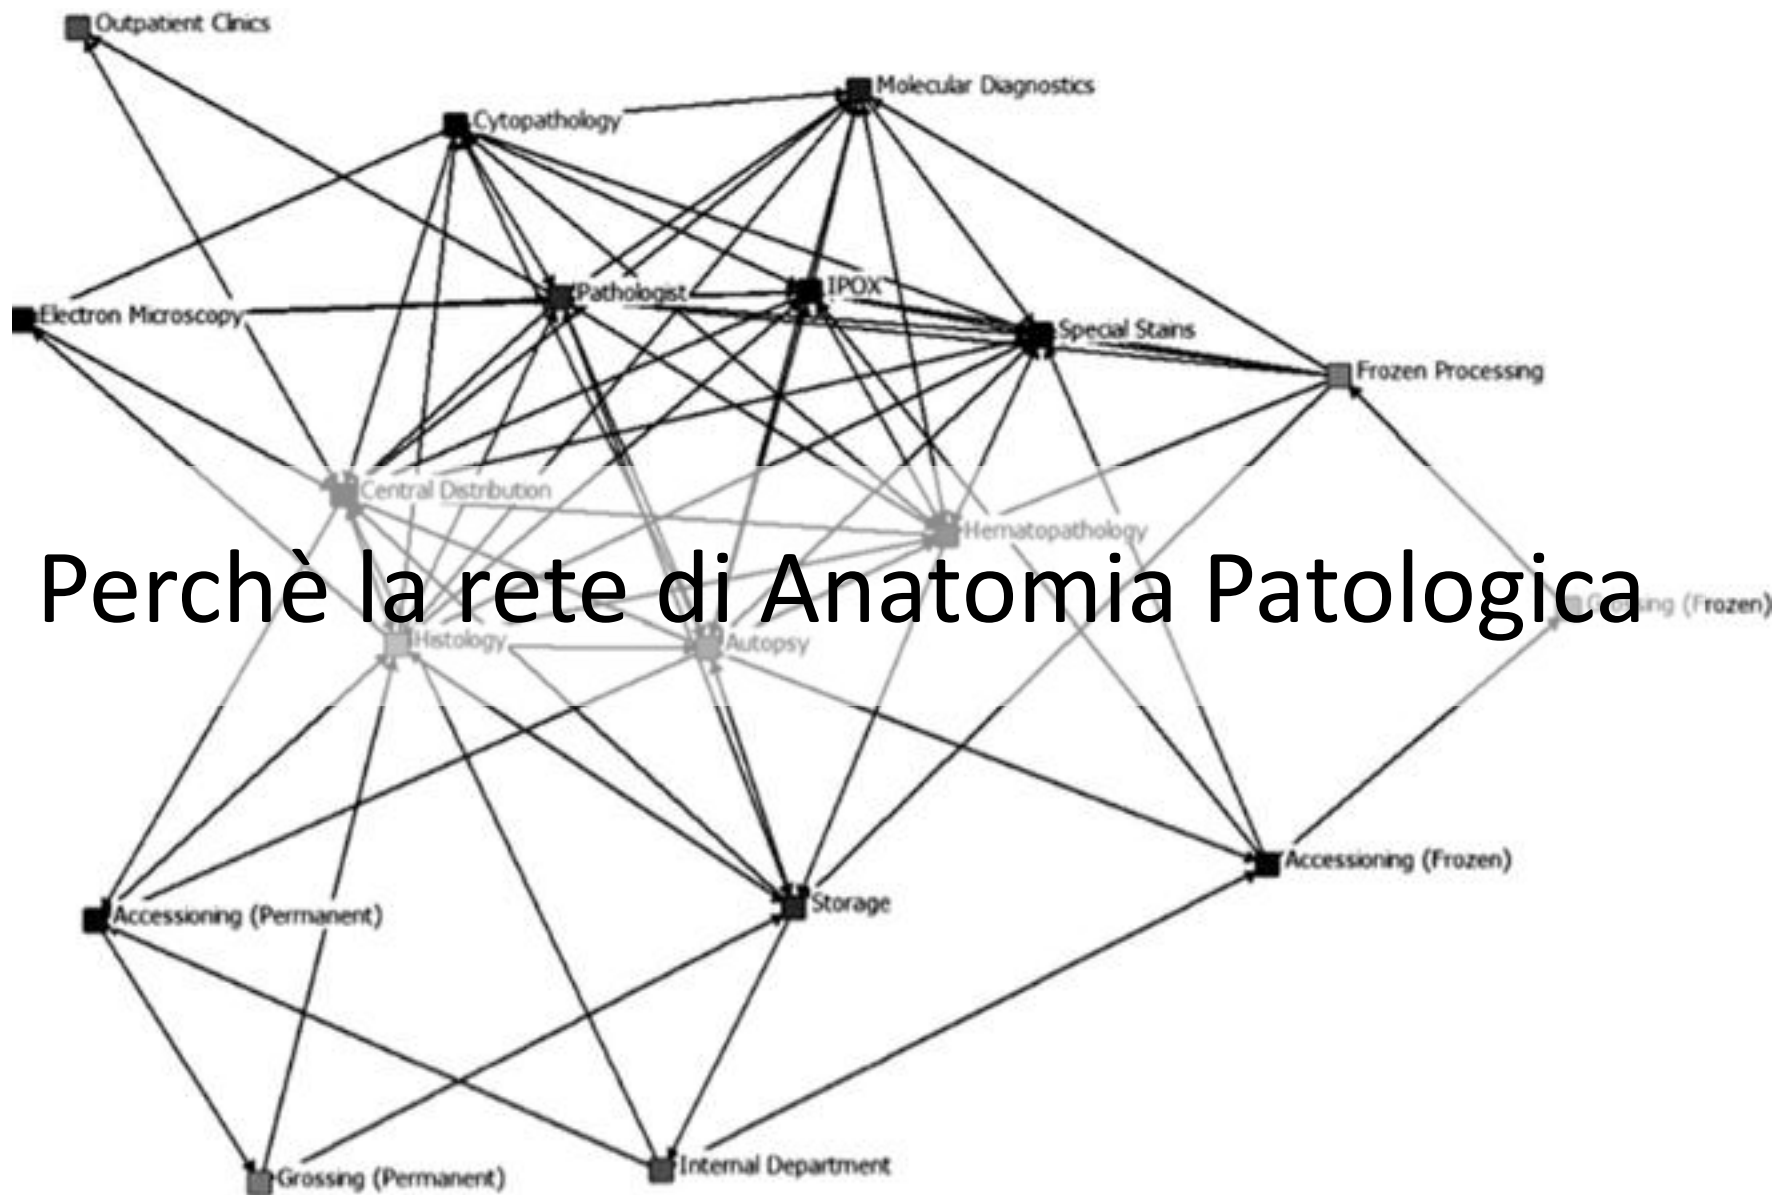 Outpatient Clinics
Molecular Diagnostics
Cytopathology
Pathologist
IPOX
Electron Microscopy
Special Stains
Frozen Processing
Central Distribution
Hematopathology
Perchè la rete di Anatomia Patologica
Grossing (Frozen)
Histology
Autopsy
Accessioning (Frozen)
Storage
Accessioning (Permanent)
Internal Department
Grossing (Permanent)